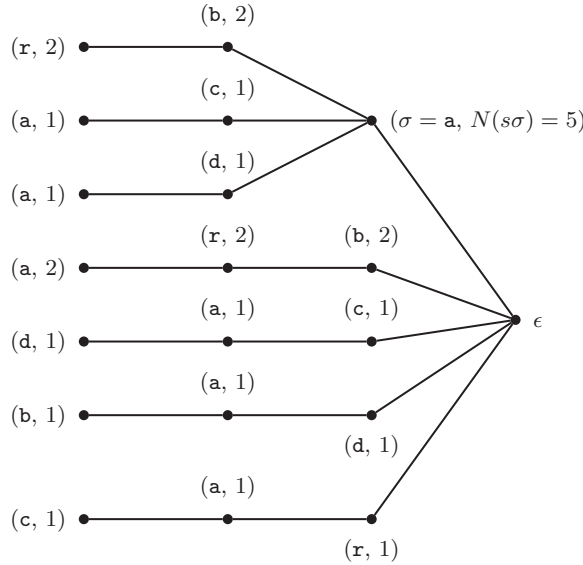 (b, 2)
(r, 2)
(c, 1)
(a, 1)
(σ = a, N(sσ) = 5)
(d, 1)
(a, 1)
(r, 2) (b, 2)
(a, 2)
(a, 1) (c, 1)
ϵ
(d, 1)
(a, 1)
(b, 1)
(d, 1)
(a, 1)
(c, 1)
(r, 1)